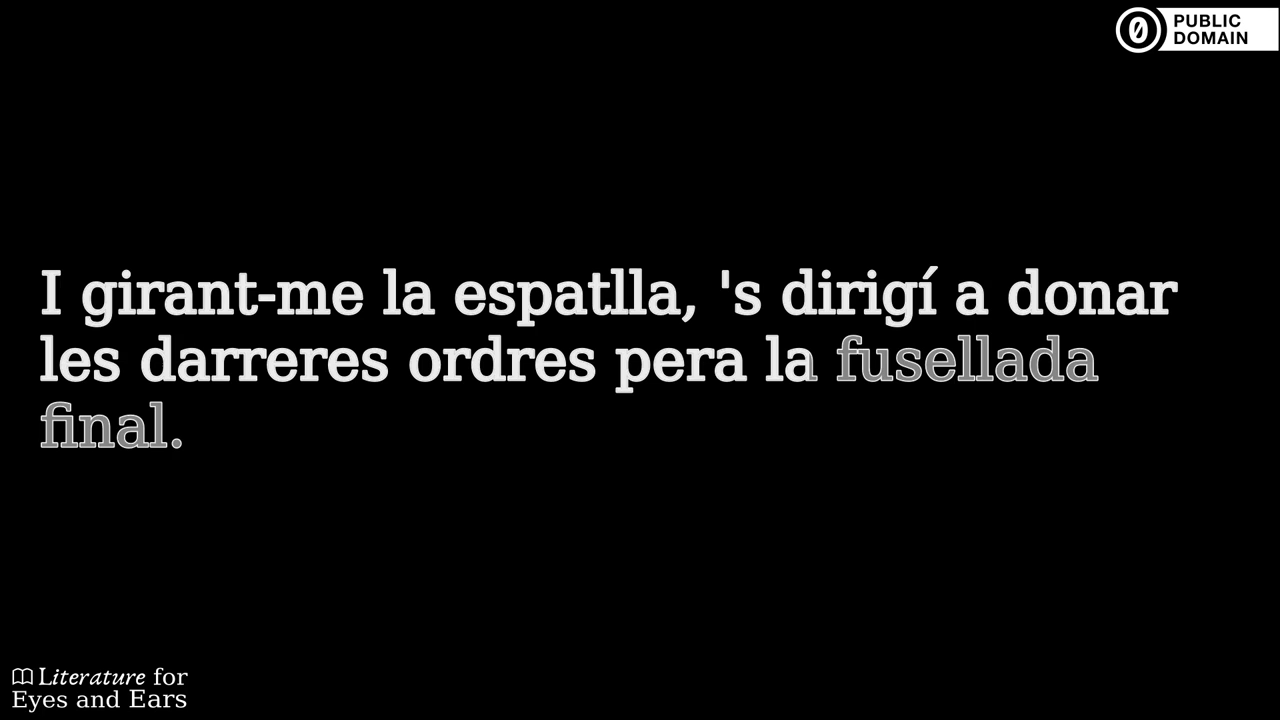 PUBLIC
DOMAIN
I girant-me la espatlla, 's dirigí a donar
les darreres ordres pera la fusellada
final.
Literature for
Eyes and Ears